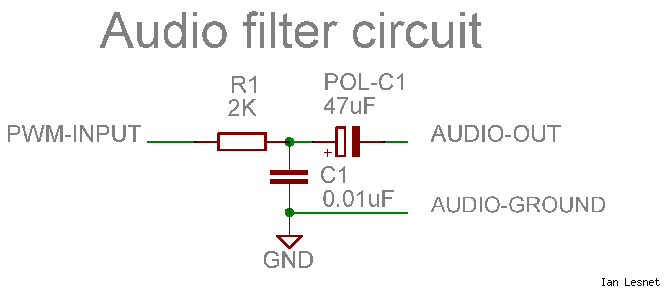 Audio filter circuit
R1
2K
POL-C1
47uF
PWM-INPUT
+
AUDIO-OUT
C1
0.01uF
AUDIO-GROUND
GND
Ian Lesnet